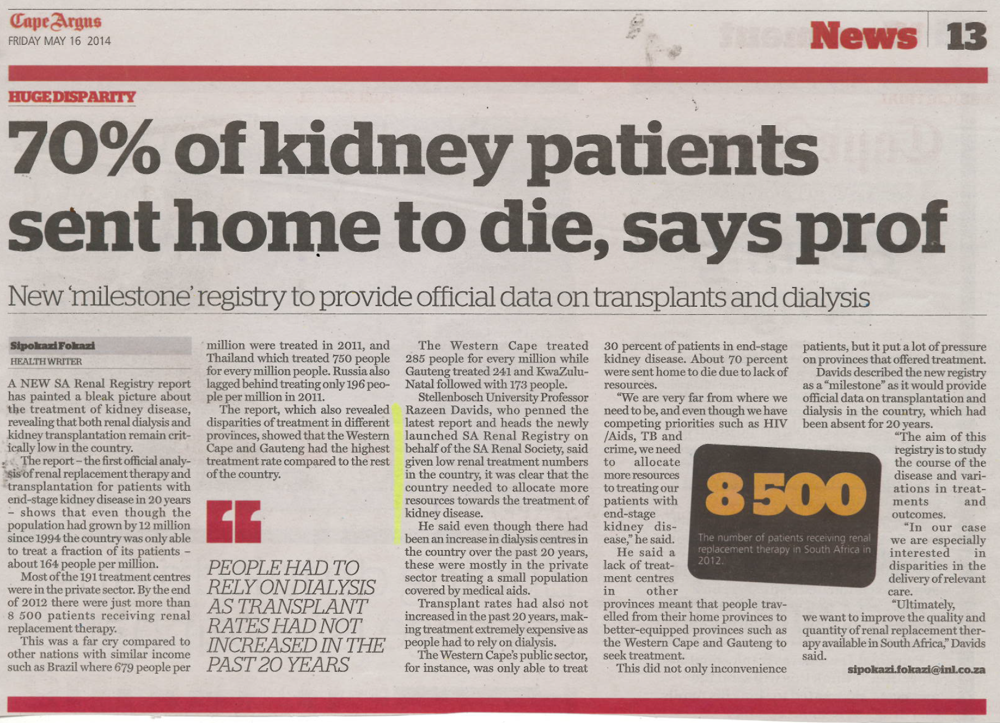 Cape Argus
FRIDAY MAY 16 2014
News 13
HUGE DISPARITY
70% of kidney patients
sent home to die, says prof
New ‘milestone’ registry to provide official data on transplants and dialysis
Sipokazi Fokazi
HEALTH WRITER
A NEW SA Renal Registry report
has painted a bleak picture about
the treatment of kidney disease,
revealing that both renal dialysis and
kidney transplantation remain crit-
ically low in the country.
The report – the first official analy-
sis of renal replacement therapy and
transplantation for patients with
end-stage kidney disease in 20 years
– shows that even though the
population had grown by 12 million
since 1994 the country was only able
to treat a fraction of its patients –
about 164 people per million.
Most of the 191 treatment centres
were in the private sector. By the end
of 2012 there were just more than
8 500 patients receiving renal
replacement therapy.
This was a far cry compared to
other nations with similar income
such as Brazil where 679 people per
million were treated in 2011, and
Thailand which treated 750 people
for every million people. Russia also
lagged behind treating only 196 peo-
ple per million in 2011.
The report, which also revealed
disparities of treatment in different
provinces, showed that the Western
Cape and Gauteng had the highest
treatment rate compared to the rest
of the country.
PEOPLE HAD TO
RELY ON DIALYSIS
AS TRANSPLANT
RATES HAD NOT
INCREASED IN THE
PAST 20 YEARS
The Western Cape treated
285 people for every million while
Gauteng treated 241 and KwaZulu-
Natal followed with 173 people.
Stellenbosch University Professor
Razeen Davids, who penned the
latest report and heads the newly
launched SA Renal Registry on
behalf of the SA Renal Society, said
given low renal treatment numbers
in the country, it was clear that the
country needed to allocate more
resources towards the treatment of
kidney disease.
He said even though there had
been an increase in dialysis centres in
the country over the past 20 years,
these were mostly in the private
sector treating a small population
covered by medical aids.
Transplant rates had also not
increased in the past 20 years, mak-
ing treatment extremely expensive as
people had to rely on dialysis.
The Western Cape’s public sector,
for instance, was only able to treat
30 percent of patients in end-stage
kidney disease. About 70 percent
were sent home to die due to lack of
resources.
“We are very far from where we
need to be, and even though we have
competing priorities such as HIV
/Aids, TB and
crime, we need
to allocate
more resources
to treating our
patients with
end-stage
kidney dis-
ease,” he said.
He said a
lack of treat-
ment centres
in other
provinces meant that people trav-
elled from their home provinces to
better-equipped provinces such as
the Western Cape and Gauteng to
seek treatment.
This did not only inconvenience
8 500
The number of patients receiving renal
replacement therapy in South Africa in
2012.
patients, but it put a lot of pressure
on provinces that offered treatment.
Davids described the new registry
as a “milestone” as it would provide
official data on transplantation and
dialysis in the country, which had
been absent for 20 years.
“The aim of this
registry is to study
the course of the
disease and vari-
ations in treat-
ments and
outcomes.
“In our case
we are especially
interested in
disparities in the
delivery of relevant
care.
“Ultimately,
we want to improve the quality and
quantity of renal replacement ther-
apy available in South Africa,” Davids
said.
sipokazi.fokazi@inl.co.za